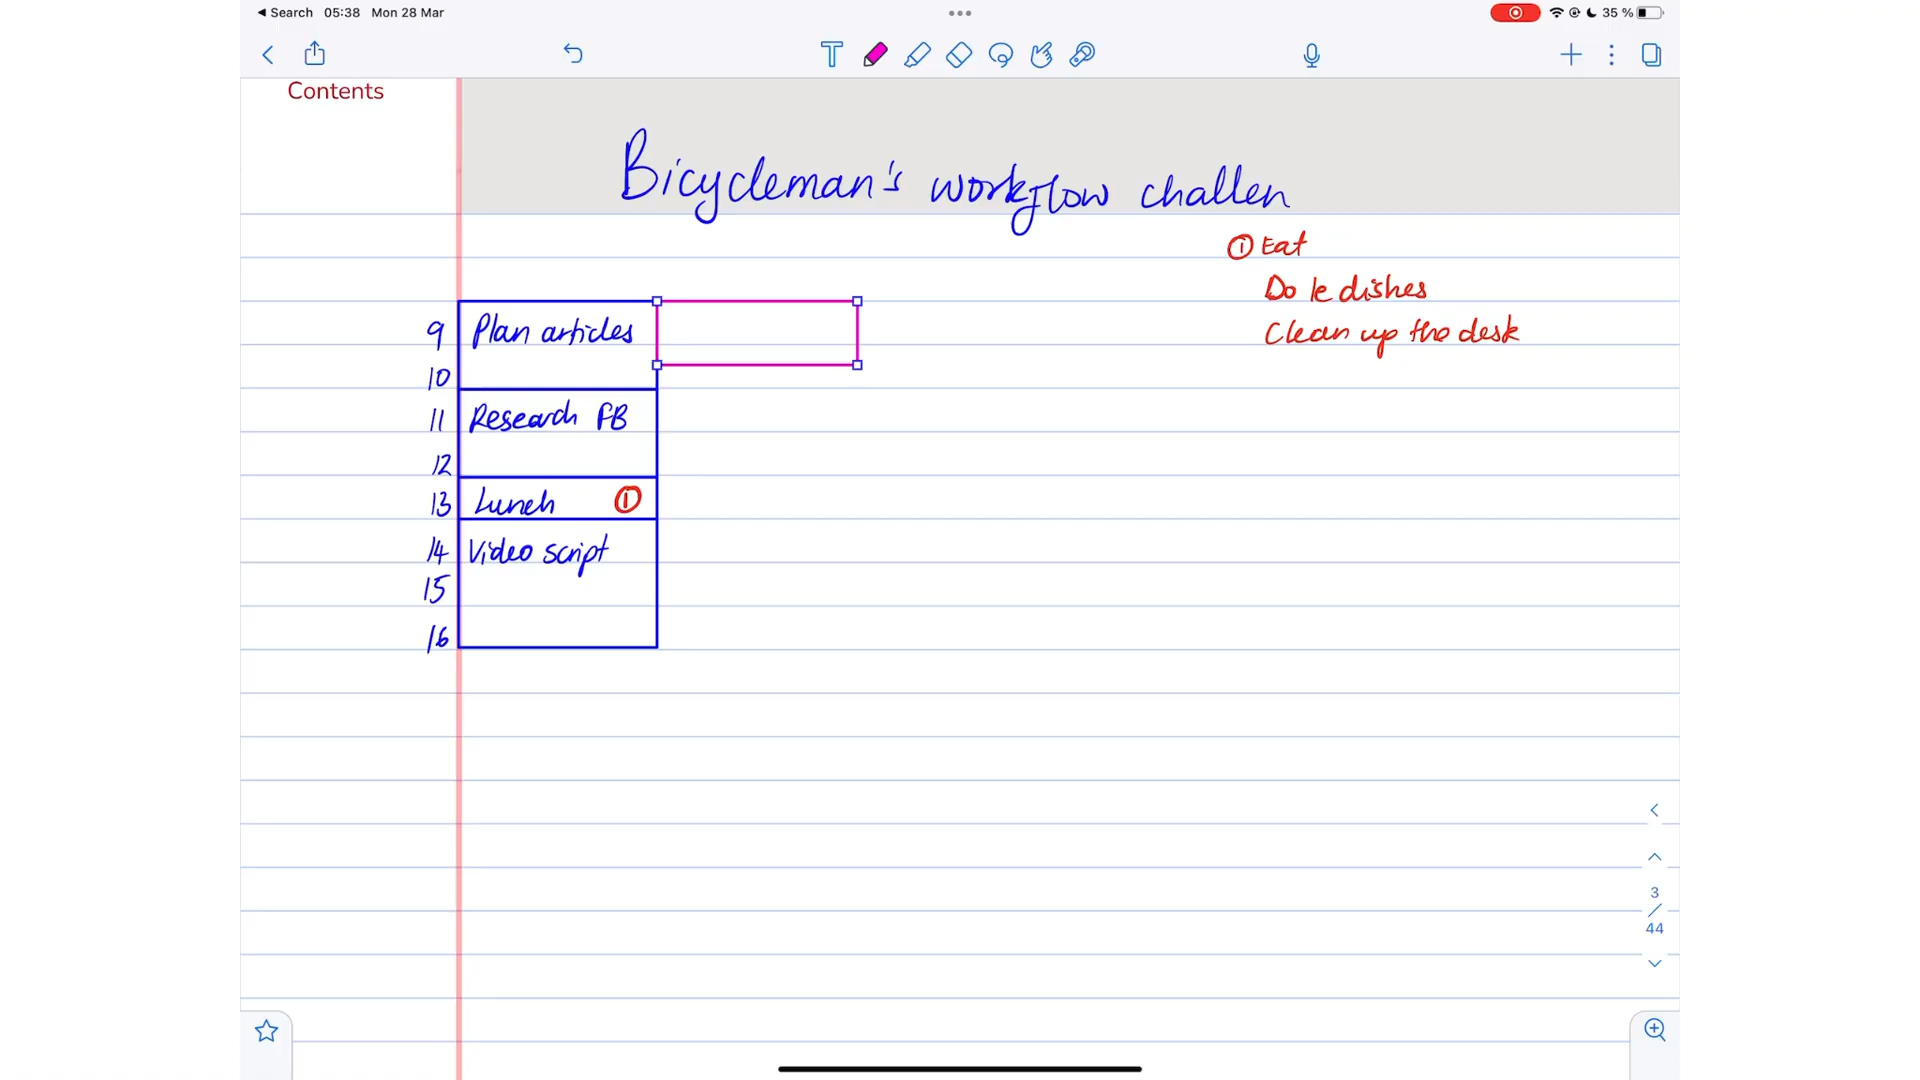 Search 05:38 Mon 28 Mar 35 %
Contents
Bicycleman's workflow challen
① Eat
Do le dishes
Clean up the desk
9 Plan articles
10
11 Research FB
12
13 Lunch ①
14 Video script
15
16
3
/
44